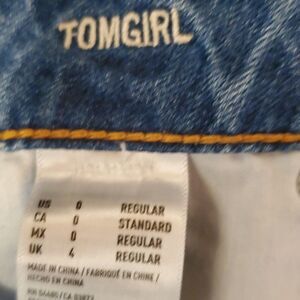 TOMGIRL
US 0 REGULAR
CA 0 STANDARD
MX 0 REGULAR
UK 4 REGULAR
MADE IN CHINA / FABRIQUÉ EN CHINE /
HECHO EN CHINA